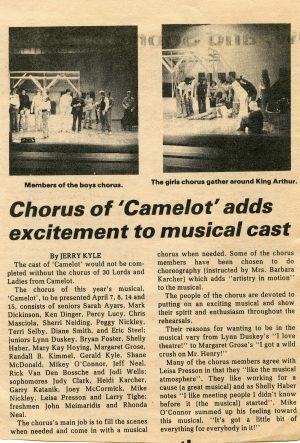 Members of the boys chorus.
The girls chorus gather around King Arthur.
Chorus of 'Camelot' adds
excitement to musical cast
By JERRY KYLE
The cast of 'Camelot' would not be
completed without the chorus of 30 Lords and
Ladies from Camelot.
The chorus of this year's musical,
'Camelot', to be presented April 7, 8, 14 and
15, consists of seniors Sarah Ayars, Mark
Dickinson, Ken Dinger, Percy Lucy, Chris
Masciola, Sheri Neiding, Peggy Nickley,
Terri Selby, Diane Smith, and Eric Steel;
juniors Lynn Duskey, Bryan Foster, Shelly
Haber, Mary Kay Hoying, Margaret Grose,
Randall B. Kimmel, Gerald Kyle, Shane
McDonald, Mikey O'Connor, Jeff Neal,
Rrick Van Den Bossche and Jodi Wells;
sophomores Judy Clark, Heidi Karcher,
Garry Katanik, Joey McCormick, Mike
Nickley, Leisa Presson and Larry Tighe;
freshmen John Meimaridis and Rhonda
Neal.
The chorus's main job is to fill the scenes
when needed and come in with a musical
chorus when needed. Some of the chorus
members have been chosen to do
choreography (instructed by Mrs. Barbara
Karcher) which adds "artistry in motion"
to the musical.
The people of the chorus are devoted to
putting on an exciting musical and show
their spirit and enthusiasm throughout the
rehearsals.
Their reasons for wanting to be in the
musical vary from Lynn Duskey's "I love
theatre!" to Margaret Grose's "I got a wild
crush on Mr. Henry!"
Many of the chorus members agree with
Leisa Presson in that they "like the musical
atmosphere". They like working for a
cause (a great musical) and as Shelly Haber
notes "I like meeting people I didn't know
before it (the musical) started". Mike
O'Connor summed up his feeling toward
this musical, "It's got a little bit of
everything for everybody in it!"